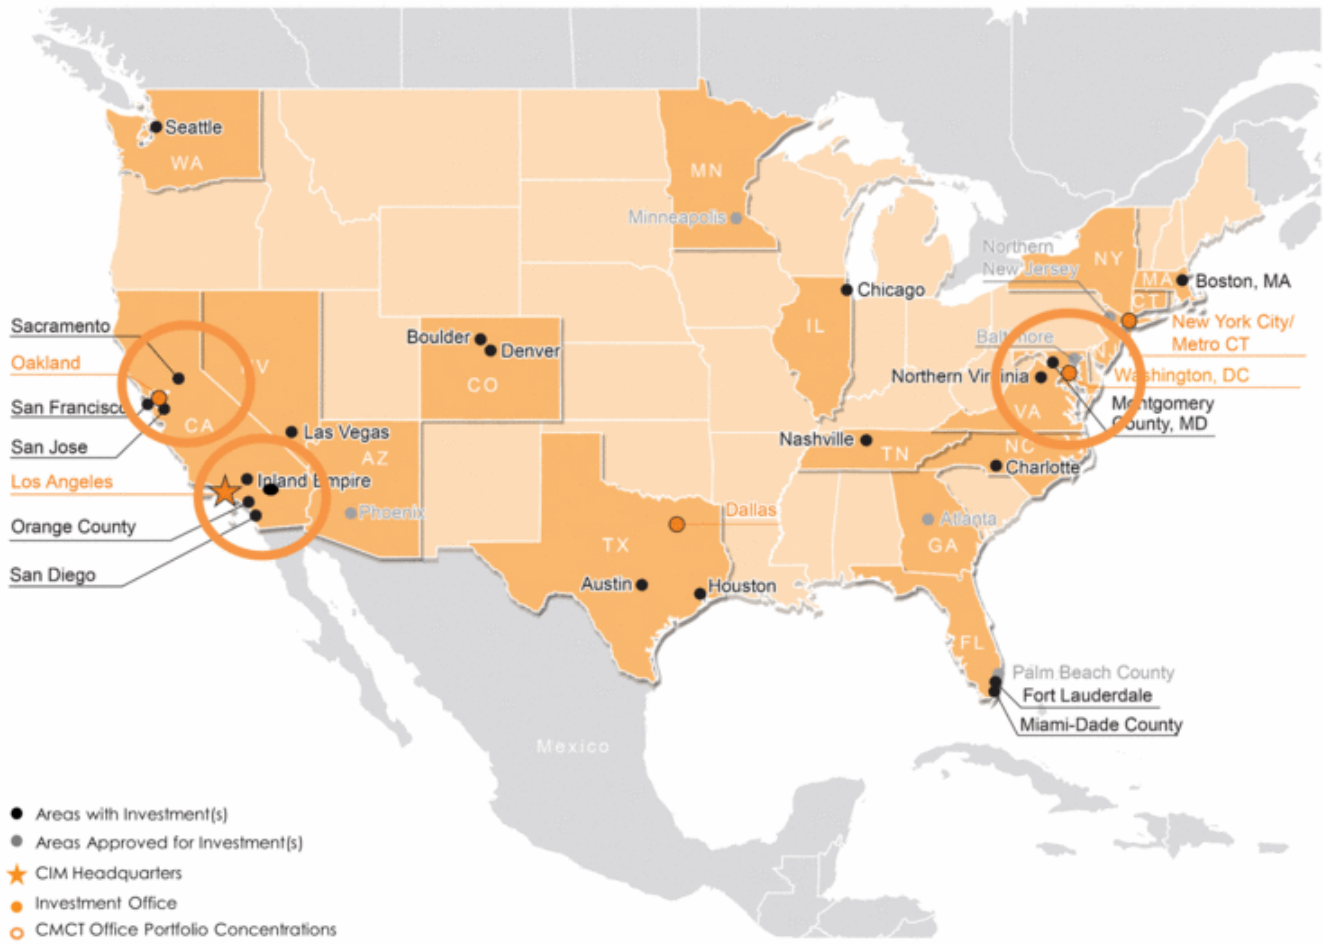 Seattle
WA
MN
Minneapolis
Northern
New Jersey
NY
MA
Boston, MA
CT
Chicago
Sacramento
Boulder
Denver
IL
New York City/
Metro CT
Oakland
NV
CO
Baltimore
NJ
Northern Virginia
Washington, DC
San Francisco
CA
VA
Montgomery
County, MD
San Jose
Las Vegas
Nashville
TN
NC
AZ
Charlotte
Los Angeles
Inland Empire
Phoenix
Dallas
Atlanta
Orange County
TX
GA
San Diego
Austin
Houston
FL
Palm Beach County
Fort Lauderdale
Miami-Dade County
Mexico
Areas with Investment(s)
Areas Approved for Investment(s)
CIM Headquarters
Investment Office
CMCT Office Portfolio Concentrations